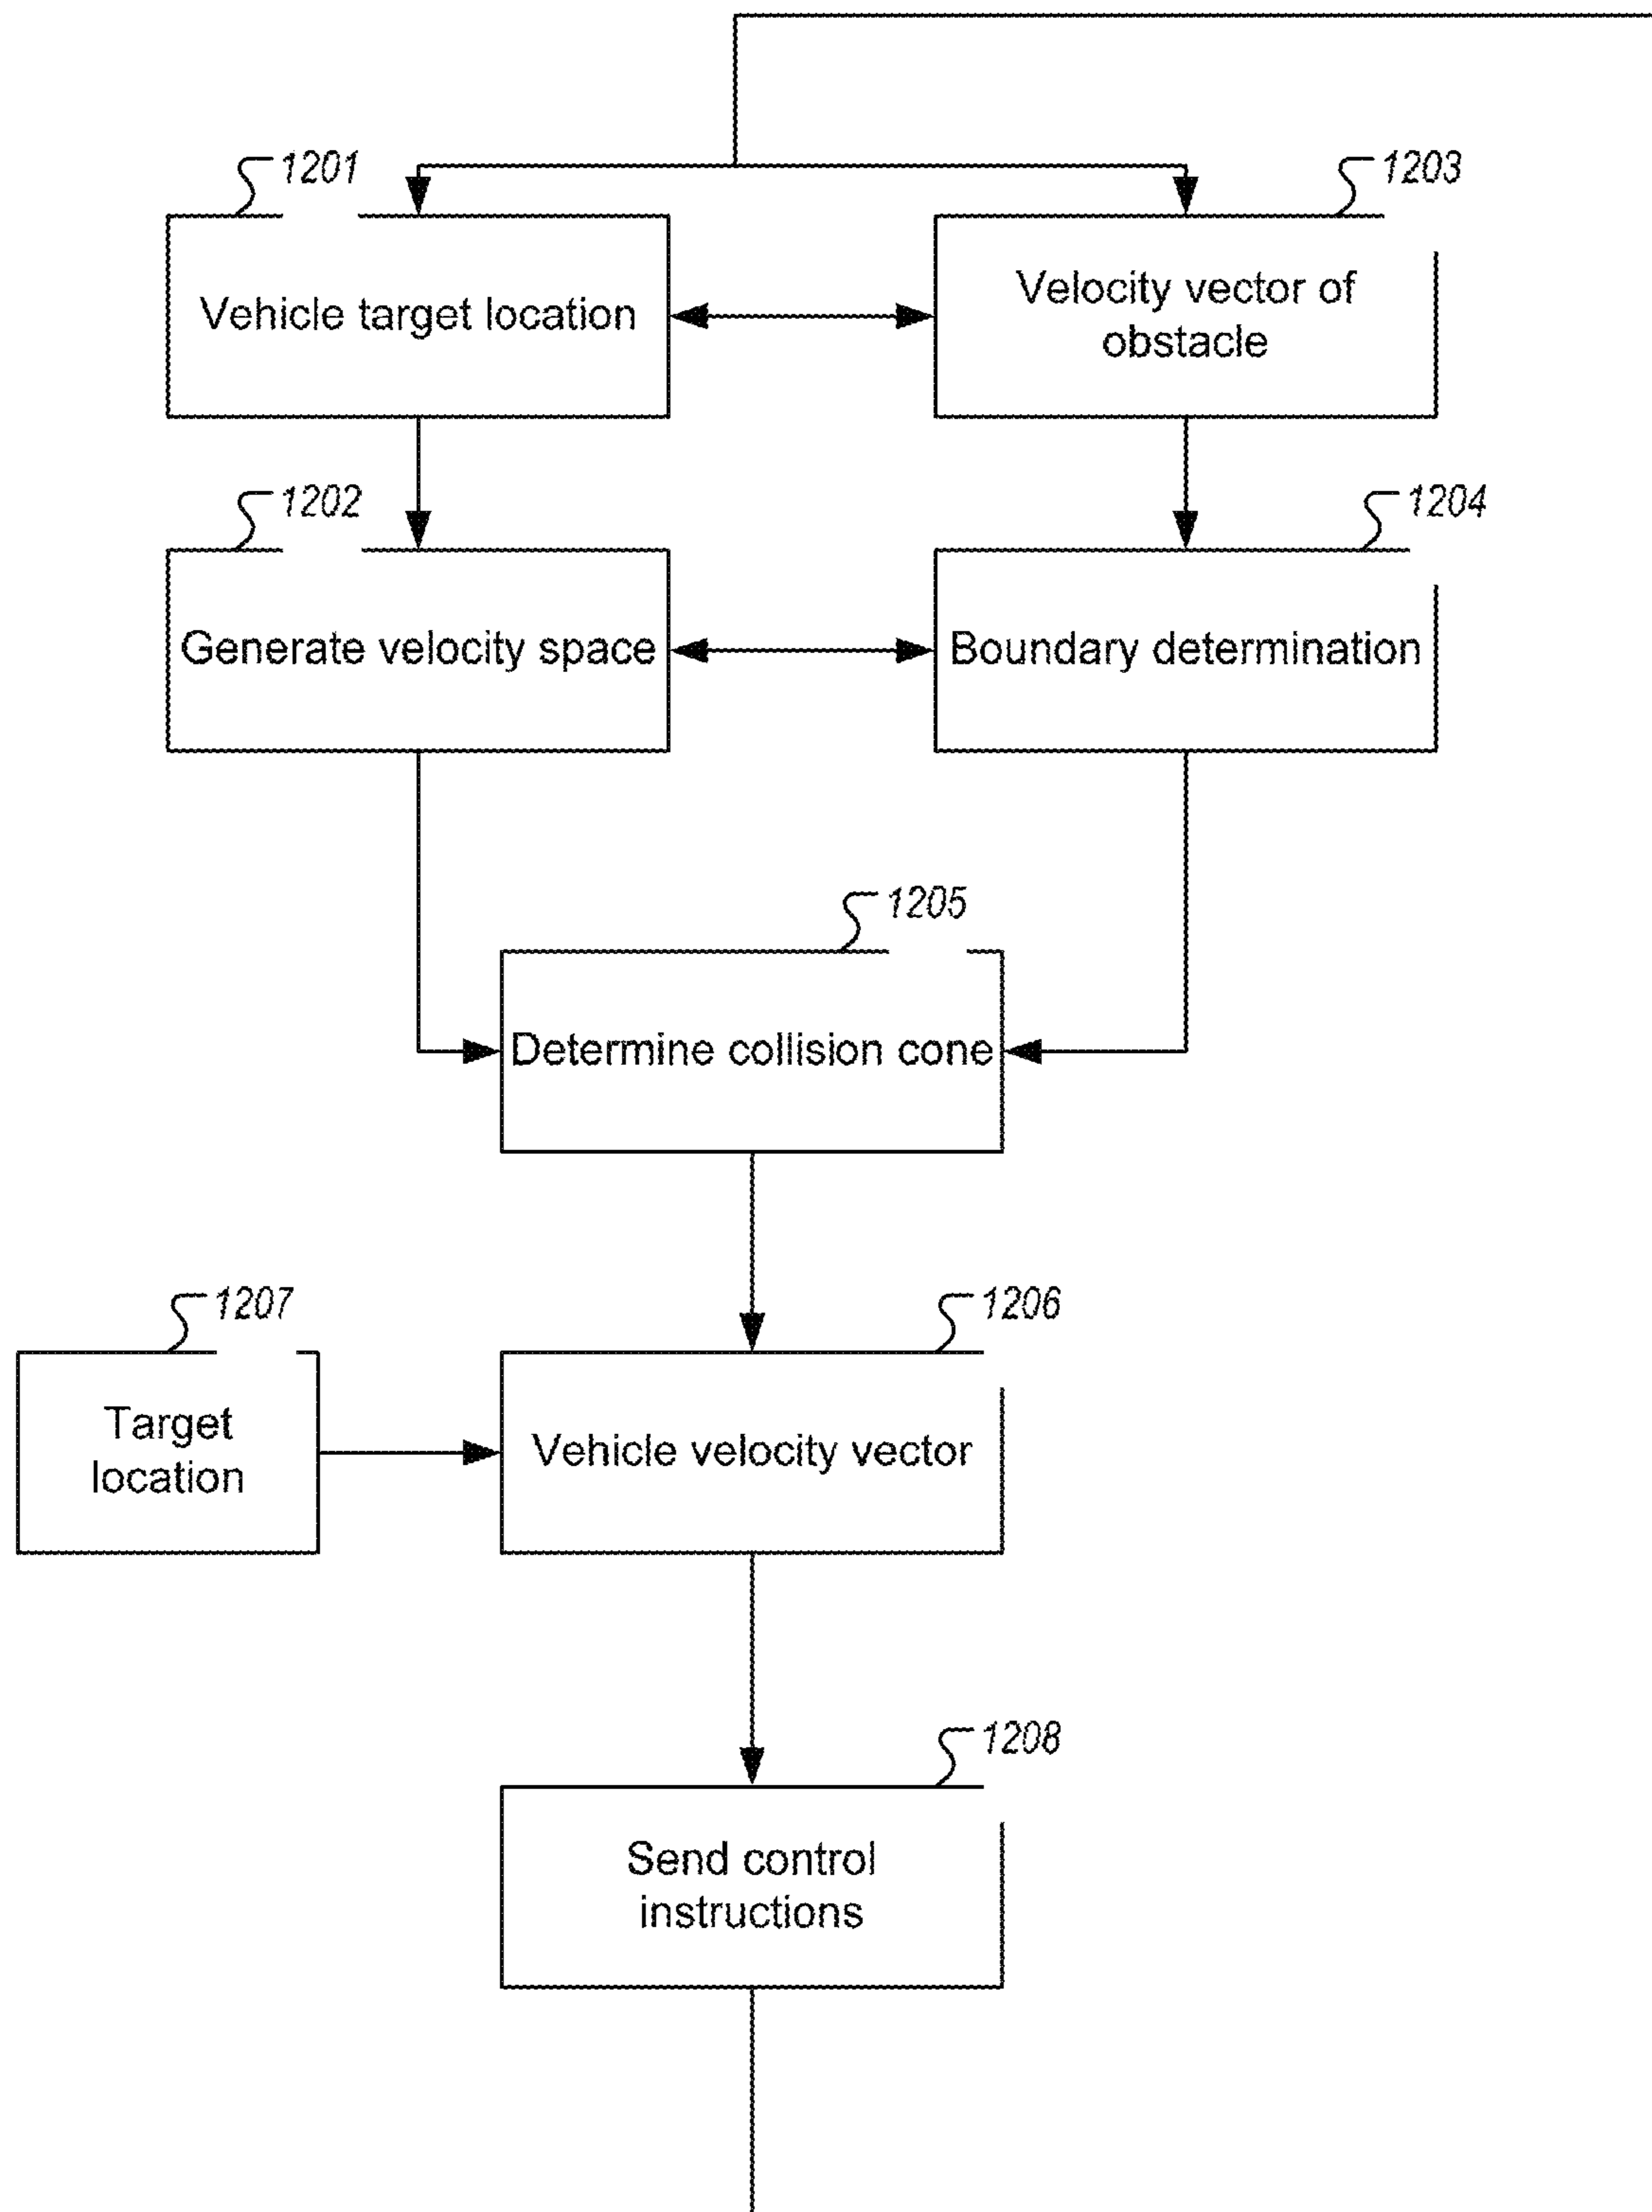 1201
1203
Vehicle target location
Velocity vector of
obstacle
1202
1204
Generate velocity space
Boundary determination
1205
Determine collision cone
1207
1206
Target
location
Vehicle velocity vector
1208
Send control
instructions